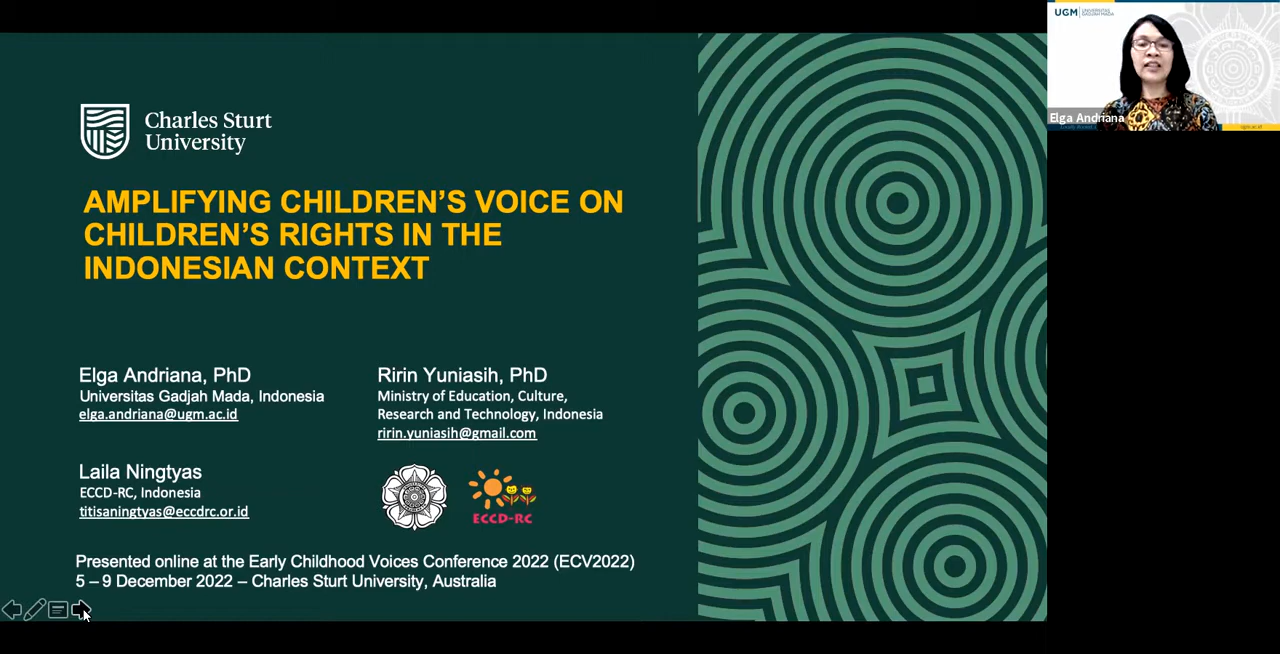 Charles Sturt
University
AMPLIFYING CHILDREN'S VOICE ON
CHILDREN'S RIGHTS IN THE
INDONESIAN CONTEXT
Elga Andriana, PhD
Universitas Gadjah Mada, Indonesia
elga.andriana@ugm.ac.id
Ririn Yuniasih, PhD
Ministry of Education, Culture,
Research and Technology, Indonesia
ririn.yuniasih@gmail.com
Laila Ningtyas
ECCD-RC, Indonesia
titisaningtyas@eccdrc.or.id
ECCD-RC
Presented online at the Early Childhood Voices Conference 2022 (ECV2022)
5 – 9 December 2022 – Charles Sturt University, Australia
UGM
UNIVERSITAS
GADJAH MADA
Elga Andriana